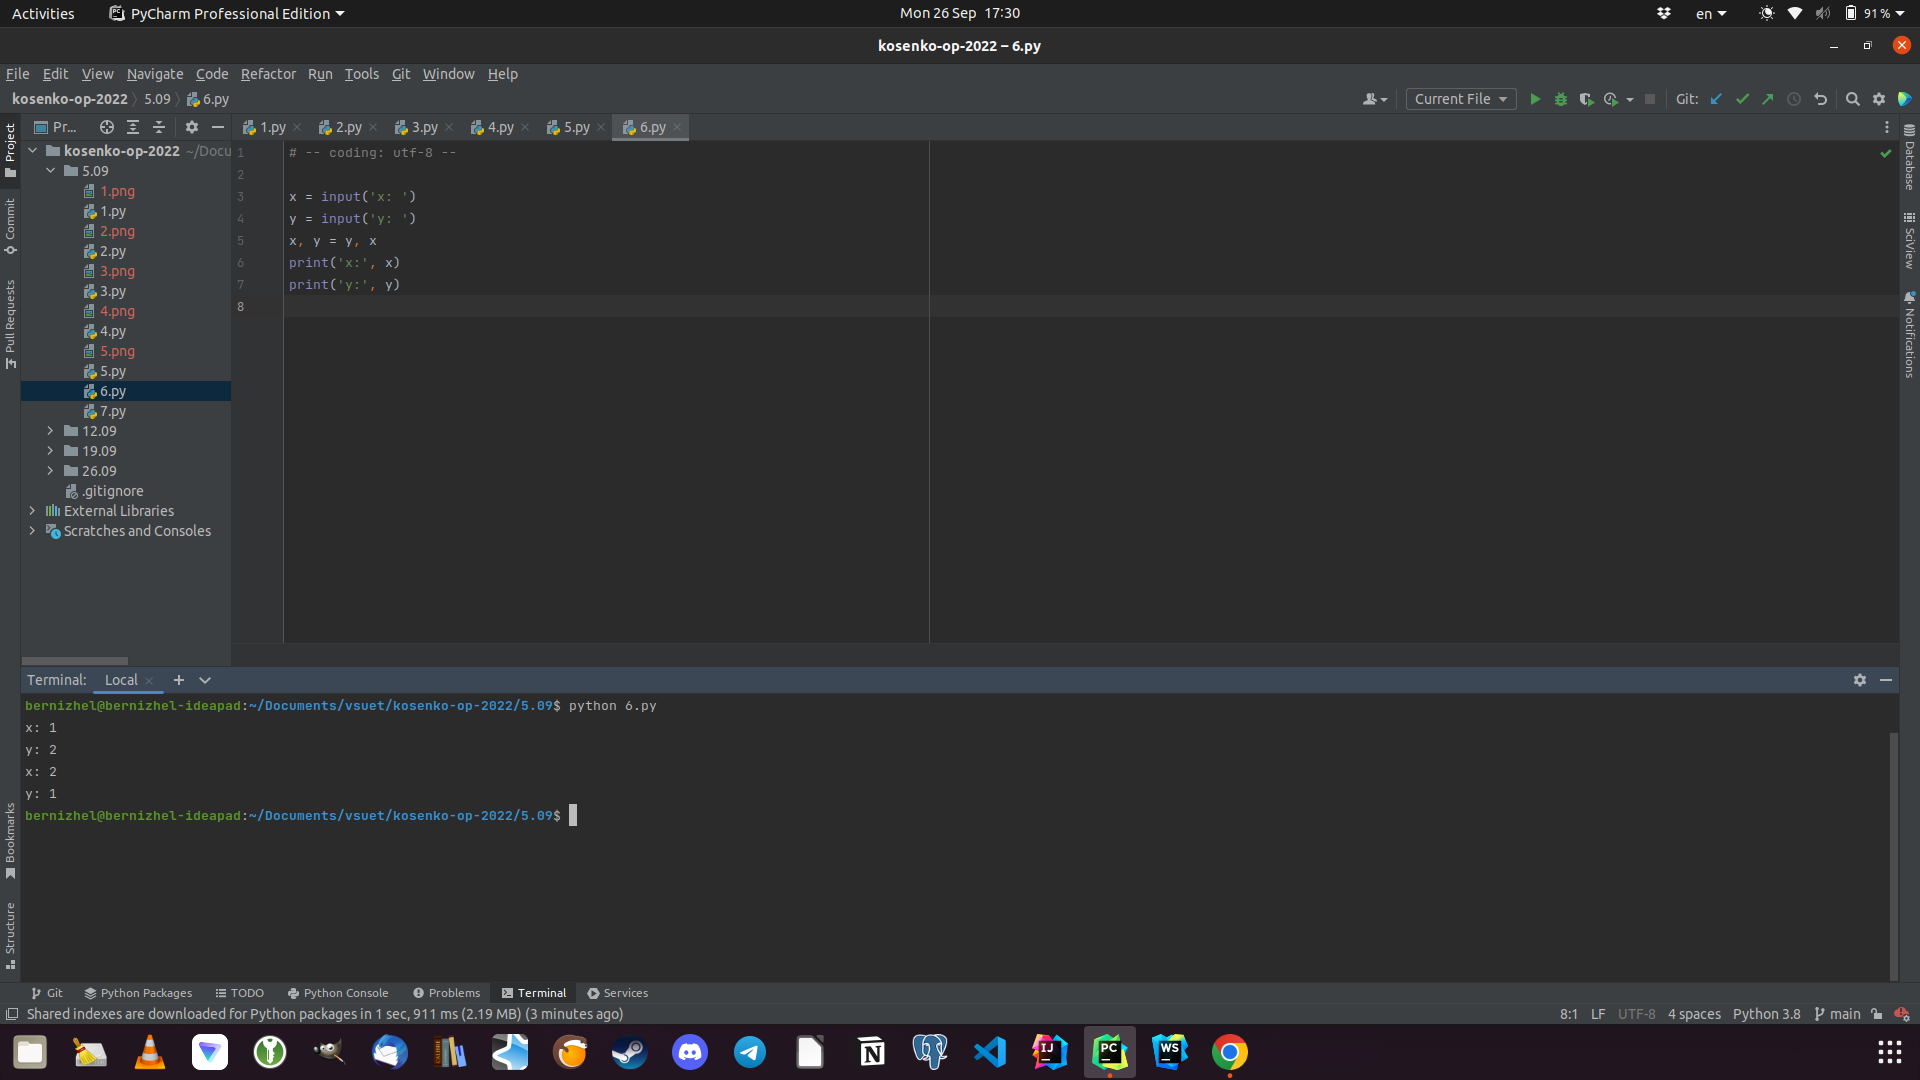 Activities PyCharm Professional Edition Mon 26 Sep 17:30 en 91 %
kosenko-op-2022 – 6.py
File Edit View Navigate Code Refactor Run Tools Git Window Help
kosenko-op-2022 5.09 6.py Current File Git:
Pr... 1.py 2.py 3.py 4.py 5.py 6.py
Project
Commit
Pull Requests
Bookmarks
Structure
kosenko-op-2022 ~/Docu
5.09
1.png
1.py
2.png
2.py
3.png
3.py
4.png
4.py
5.png
5.py
6.py
7.py
12.09
19.09
26.09
.gitignore
External Libraries
Scratches and Consoles
1 # -- coding: utf-8 --
2
3 x = input('x: ')
4 y = input('y: ')
5 x, y = y, x
6 print('x:', x)
7 print('y:', y)
8
Database
SciView
Notifications
Terminal: Local
bernizhel@bernizhel-ideapad:~/Documents/vsuet/kosenko-op-2022/5.09$ python 6.py
x: 1
y: 2
x: 2
y: 1
bernizhel@bernizhel-ideapad:~/Documents/vsuet/kosenko-op-2022/5.09$
Git Python Packages TODO Python Console Problems Terminal Services
Shared indexes are downloaded for Python packages in 1 sec, 911 ms (2.19 MB) (3 minutes ago) 8:1 LF UTF-8 4 spaces Python 3.8 main
IJ PC WS